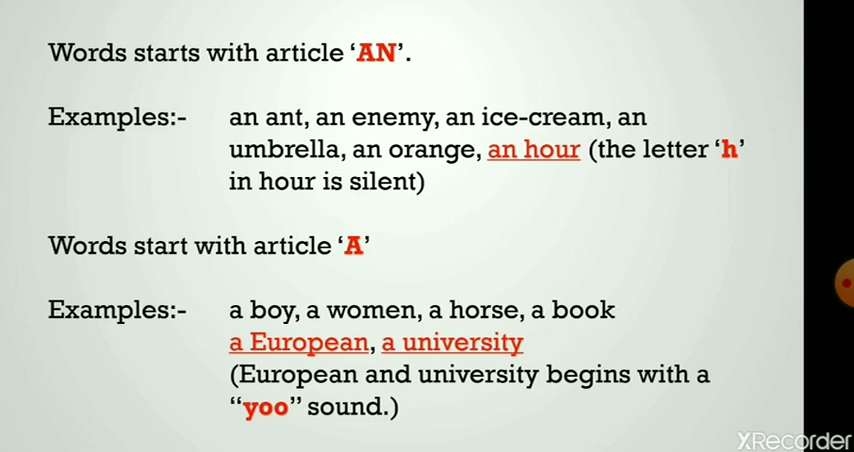 Words starts with article ‘AN’.
Examples:- an ant, an enemy, an ice-cream, an
umbrella, an orange, an hour (the letter ‘h’
in hour is silent)
Words start with article ‘A’
Examples:- a boy, a women, a horse, a book
a European, a university
(European and university begins with a
“yoo” sound.)
XRecorder